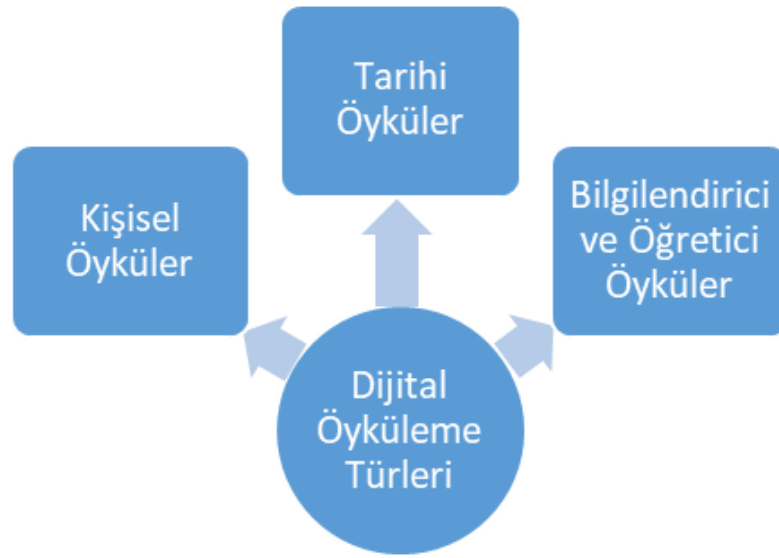 Tarihi
Öyküler
Kişisel
Öyküler
Bilgilendirici
ve Öğretici
Öyküler
Dijital
Öyküleme
Türleri